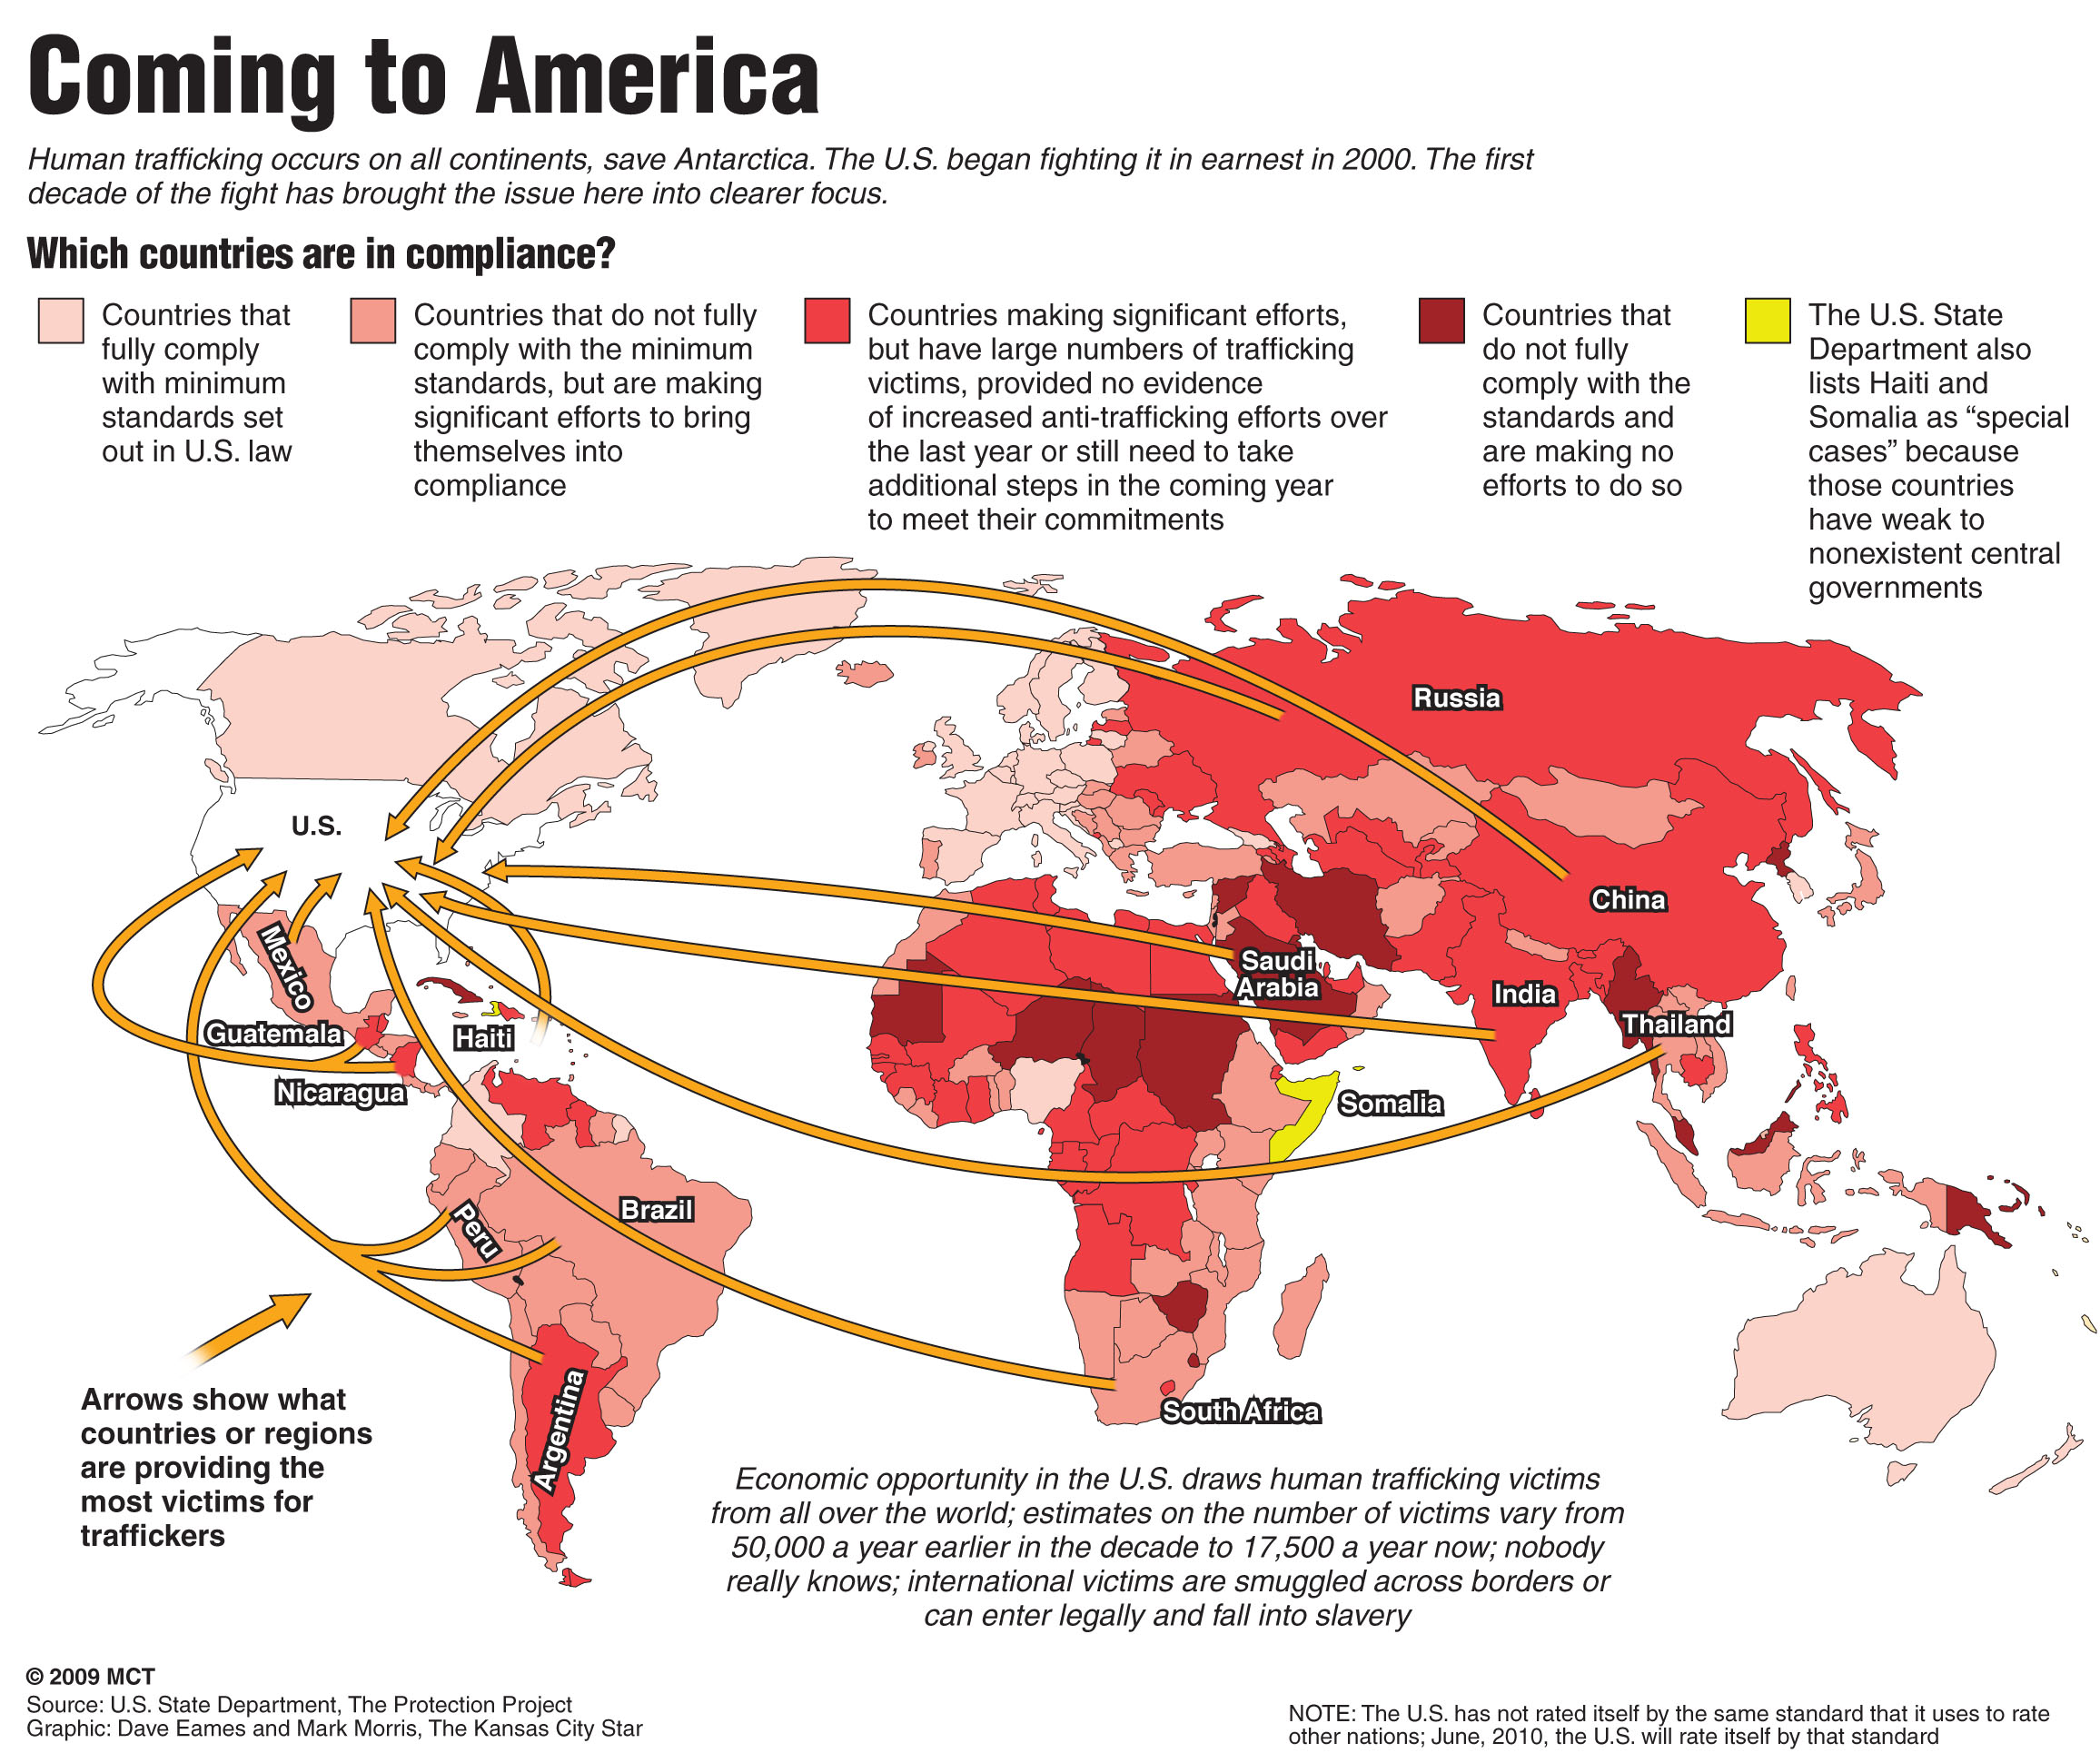 Coming to America
Human trafficking occurs on all continents, save Antarctica. The U.S. began fighting it in earnest in 2000. The first
decade of the fight has brought the issue here into clearer focus.
Which countries are in compliance?
Countries that
fully comply
with minimum
standards set
out in U.S. law
Countries that do not fully
comply with the minimum
standards, but are making
significant efforts to bring
themselves into
compliance
Countries making significant efforts,
but have large numbers of trafficking
victims, provided no evidence
of increased anti-trafficking efforts over
the last year or still need to take
additional steps in the coming year
to meet their commitments
Countries that
do not fully
comply with the
standards and
are making no
efforts to do so
The U.S. State
Department also
lists Haiti and
Somalia as “special
cases” because
those countries
have weak to
nonexistent central
governments
Russia
U.S.
China
Mexico
Saudi
Arabia
India
Guatemala
Haiti
Thailand
Nicaragua
Somalia
Brazil
Peru
Argentina
South Africa
Arrows show what
countries or regions
are providing the
most victims for
traffickers
Economic opportunity in the U.S. draws human trafficking victims
from all over the world; estimates on the number of victims vary from
50,000 a year earlier in the decade to 17,500 a year now; nobody
really knows; international victims are smuggled across borders or
can enter legally and fall into slavery
© 2009 MCT
Source: U.S. State Department, The Protection Project
Graphic: Dave Eames and Mark Morris, The Kansas City Star
NOTE: The U.S. has not rated itself by the same standard that it uses to rate
other nations; June, 2010, the U.S. will rate itself by that standard